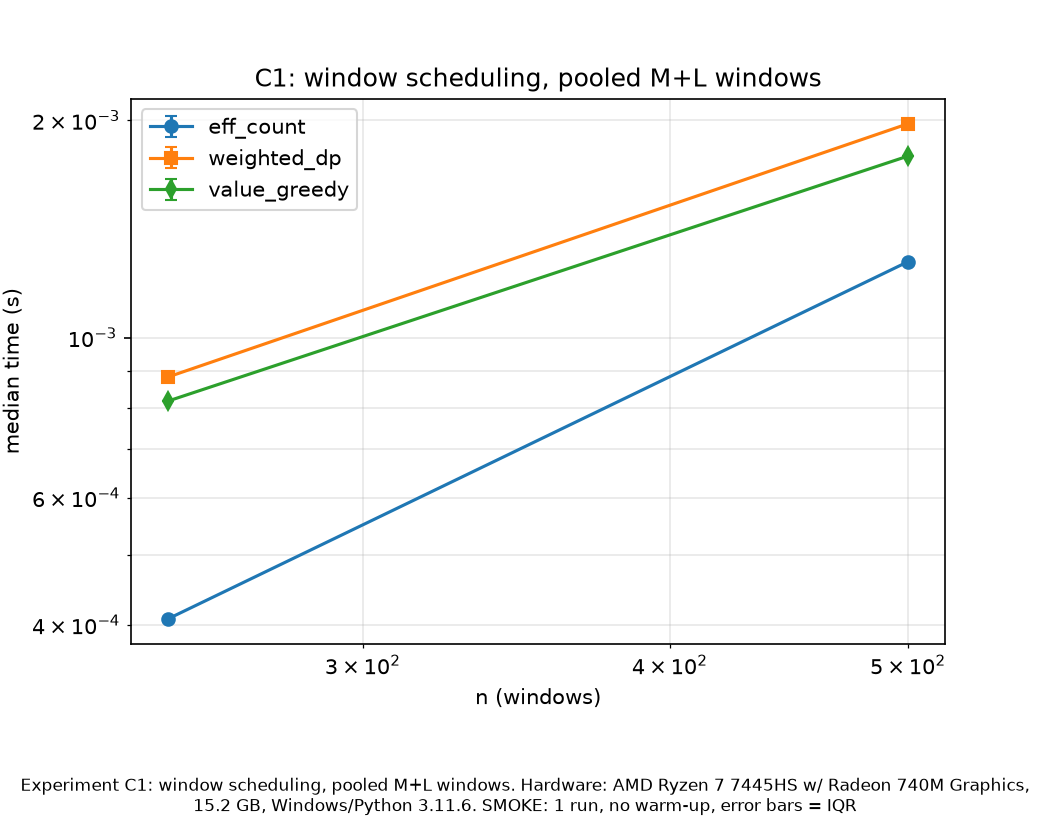 C1: window scheduling, pooled M+L windows
eff_count
weighted_dp
value_greedy
2 × 10⁻³
10⁻³
6 × 10⁻⁴
4 × 10⁻⁴
median time (s)
3 × 10²
4 × 10²
5 × 10²
n (windows)
Experiment C1: window scheduling, pooled M+L windows. Hardware: AMD Ryzen 7 7445HS w/ Radeon 740M Graphics,
15.2 GB, Windows/Python 3.11.6. SMOKE: 1 run, no warm-up, error bars = IQR